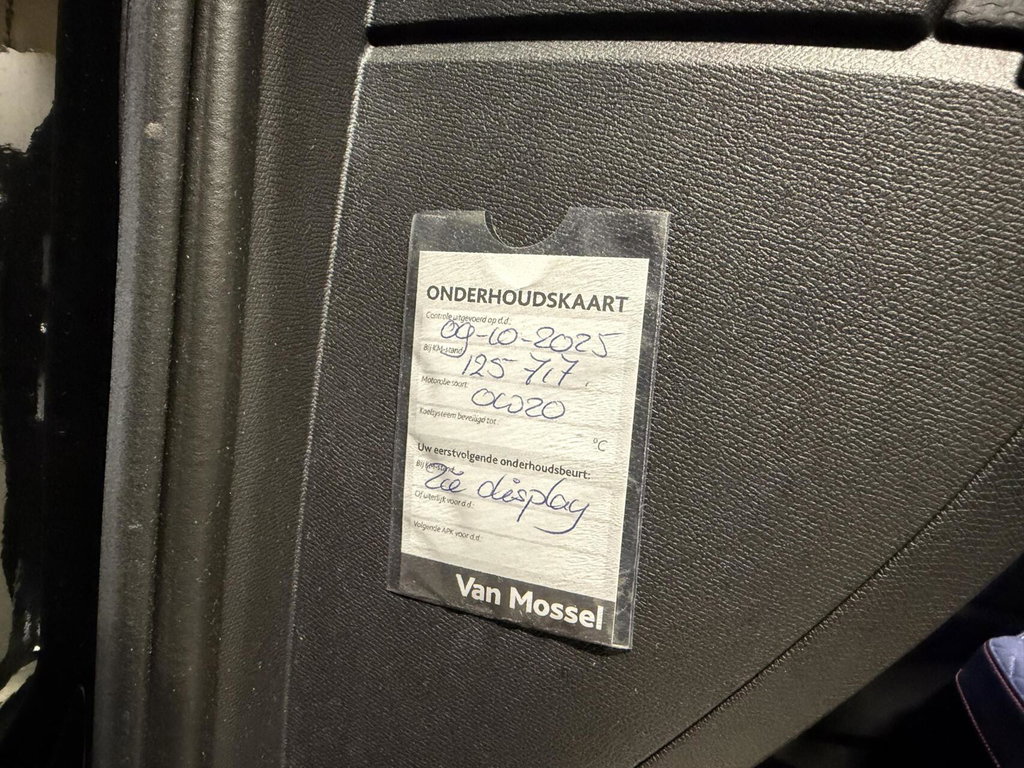 ONDERHOUDSKAART
Controle uitgevoerd op d.d.:
09-10-2025
Bij KM-stand:
125 717.
Motorolie soort:
0W20
Koelsysteem beveiligd tot:
°C
Uw eerstvolgende onderhoudsbeurt:
Bij KM-stand:
Zie display
Of uiterlijk voor d.d.:
Volgende APK voor d.d.:
Van Mossel